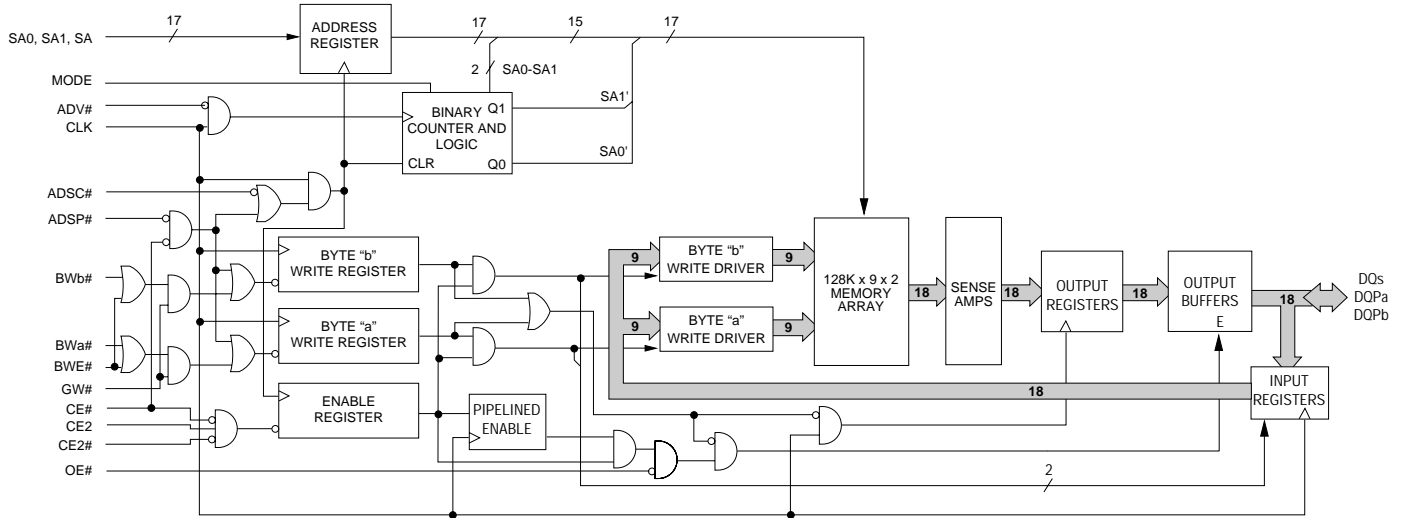 17
ADDRESS
REGISTER
17
15
17
SA0, SA1, SA
2
SA0-SA1
MODE
ADV#
CLK
BINARY
COUNTER AND
LOGIC
Q1
SA1'
CLR
Q0
SA0'
ADSC#
ADSP#
BWb#
BYTE “b”
WRITE REGISTER
BYTE “a”
WRITE REGISTER
BWa#
BWE#
GW#
CE#
CE2
CE2#
OE#
ENABLE
REGISTER
PIPELINED
ENABLE
9
BYTE “b”
WRITE DRIVER
9
9
BYTE “a”
WRITE DRIVER
9
128K x 9 x 2
MEMORY
ARRAY
18
SENSE
AMPS
18
OUTPUT
REGISTERS
18
OUTPUT
BUFFERS
E
18
DQs
DQPa
DQPb
18
INPUT
REGISTERS
2